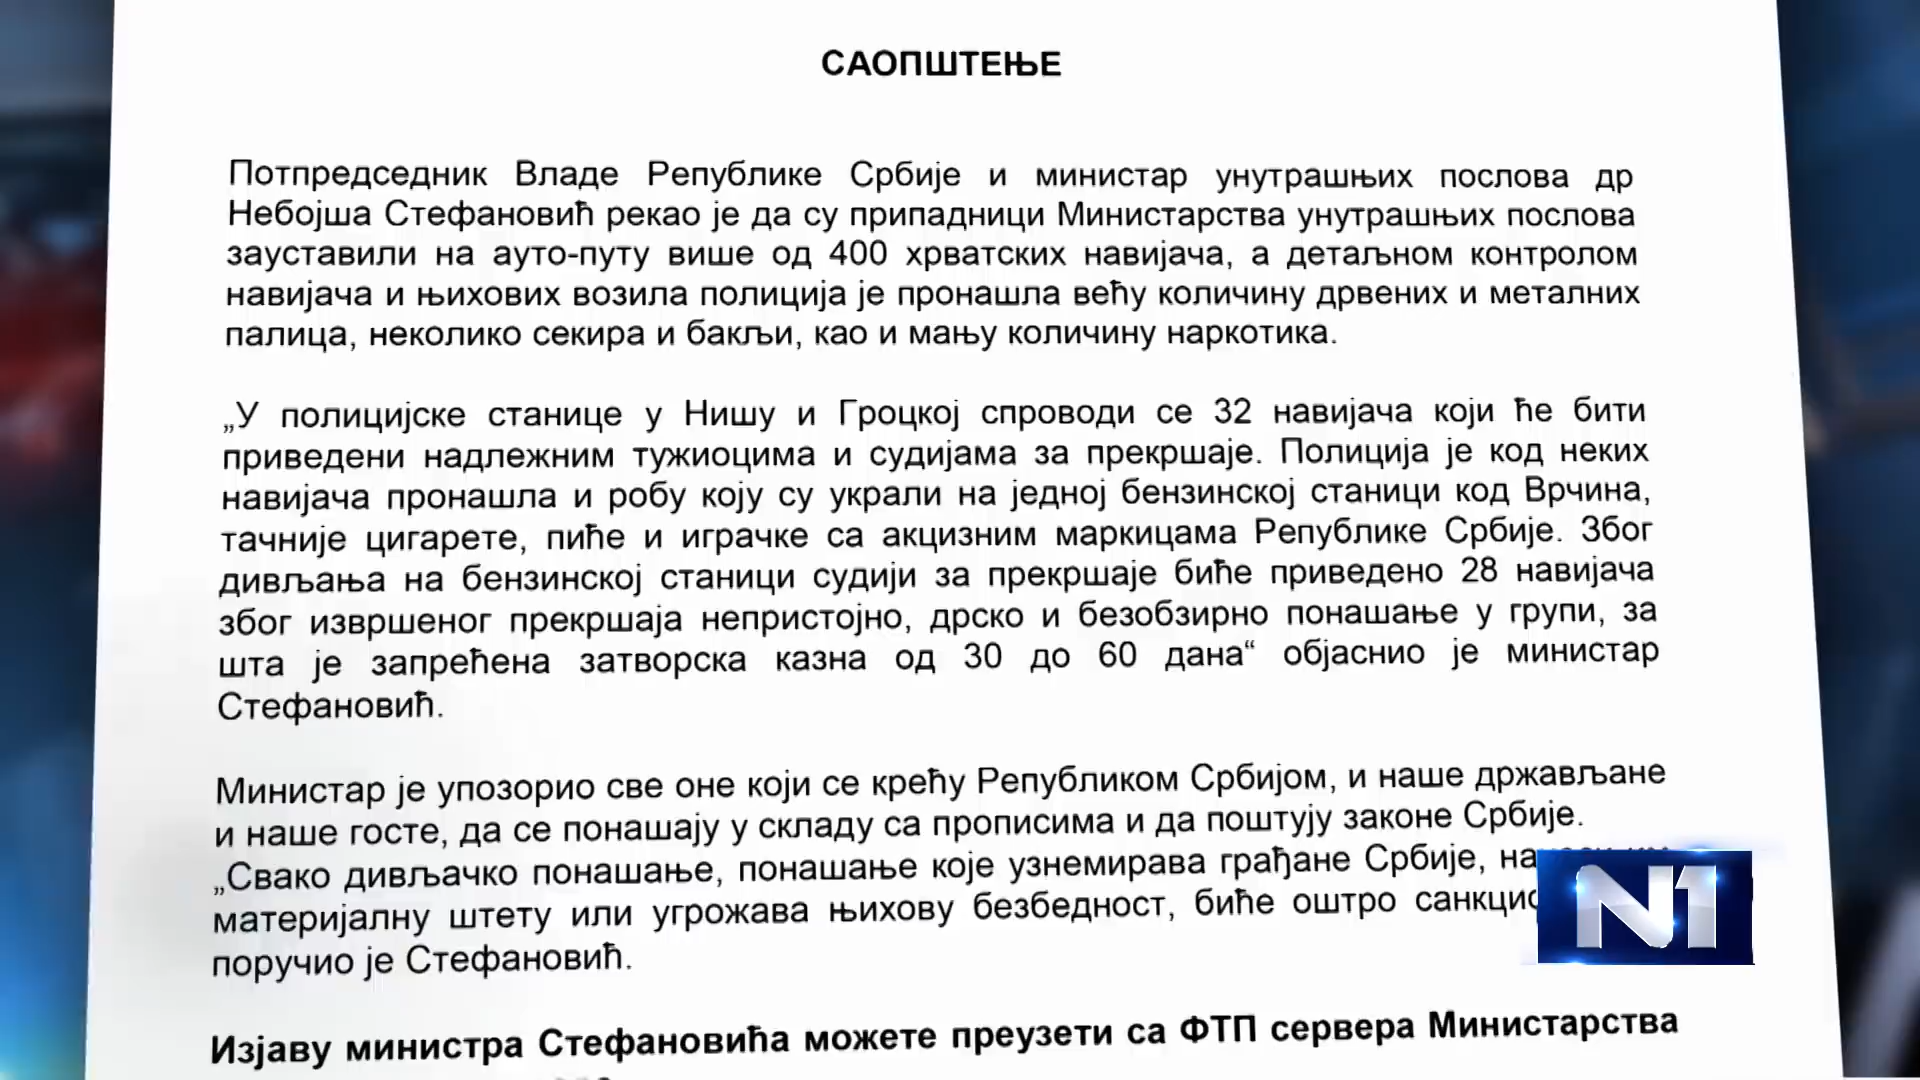 САОПШТЕЊЕ
Потпредседник Владе Републике Србије и министар унутрашњих послова др
Небојша Стефановић рекао је да су припадници Министарства унутрашњих послова
зауставили на ауто-путу више од 400 хрватских навијача, а детаљном контролом
навијача и њихових возила полиција је пронашла већу количину дрвених и металних
палица, неколико секира и бакљи, као и мању количину наркотика.
„У полицијске станице у Нишу и Гроцкој спроводи се 32 навијача који ће бити
приведени надлежним тужиоцима и судијама за прекршаје. Полиција је код неких
навијача пронашла и робу коју су украли на једној бензинској станици код Врчина,
тачније цигарете, пиће и играчке са акцизним маркицама Републике Србије. Због
дивљања на бензинској станици судији за прекршаје биће приведено 28 навијача
због извршеног прекршаја непристојно, дрско и безобзирно понашање у групи, за
шта је запрећена затворска казна од 30 до 60 дана“ објаснио је министар
Стефановић.
Министар је упозорио све оне који се крећу Републиком Србијом, и наше држављане
и наше госте, да се понашају у складу са прописима и да поштују законе Србије.
„Свако дивљачко понашање, понашање које узнемирава грађане Србије,
материјалну штету или угрожава њихову безбедност, биће оштро
поручио је Стефановић.
Изјаву министра Стефановића можете преузети са ФТП сервера Министарства
N1